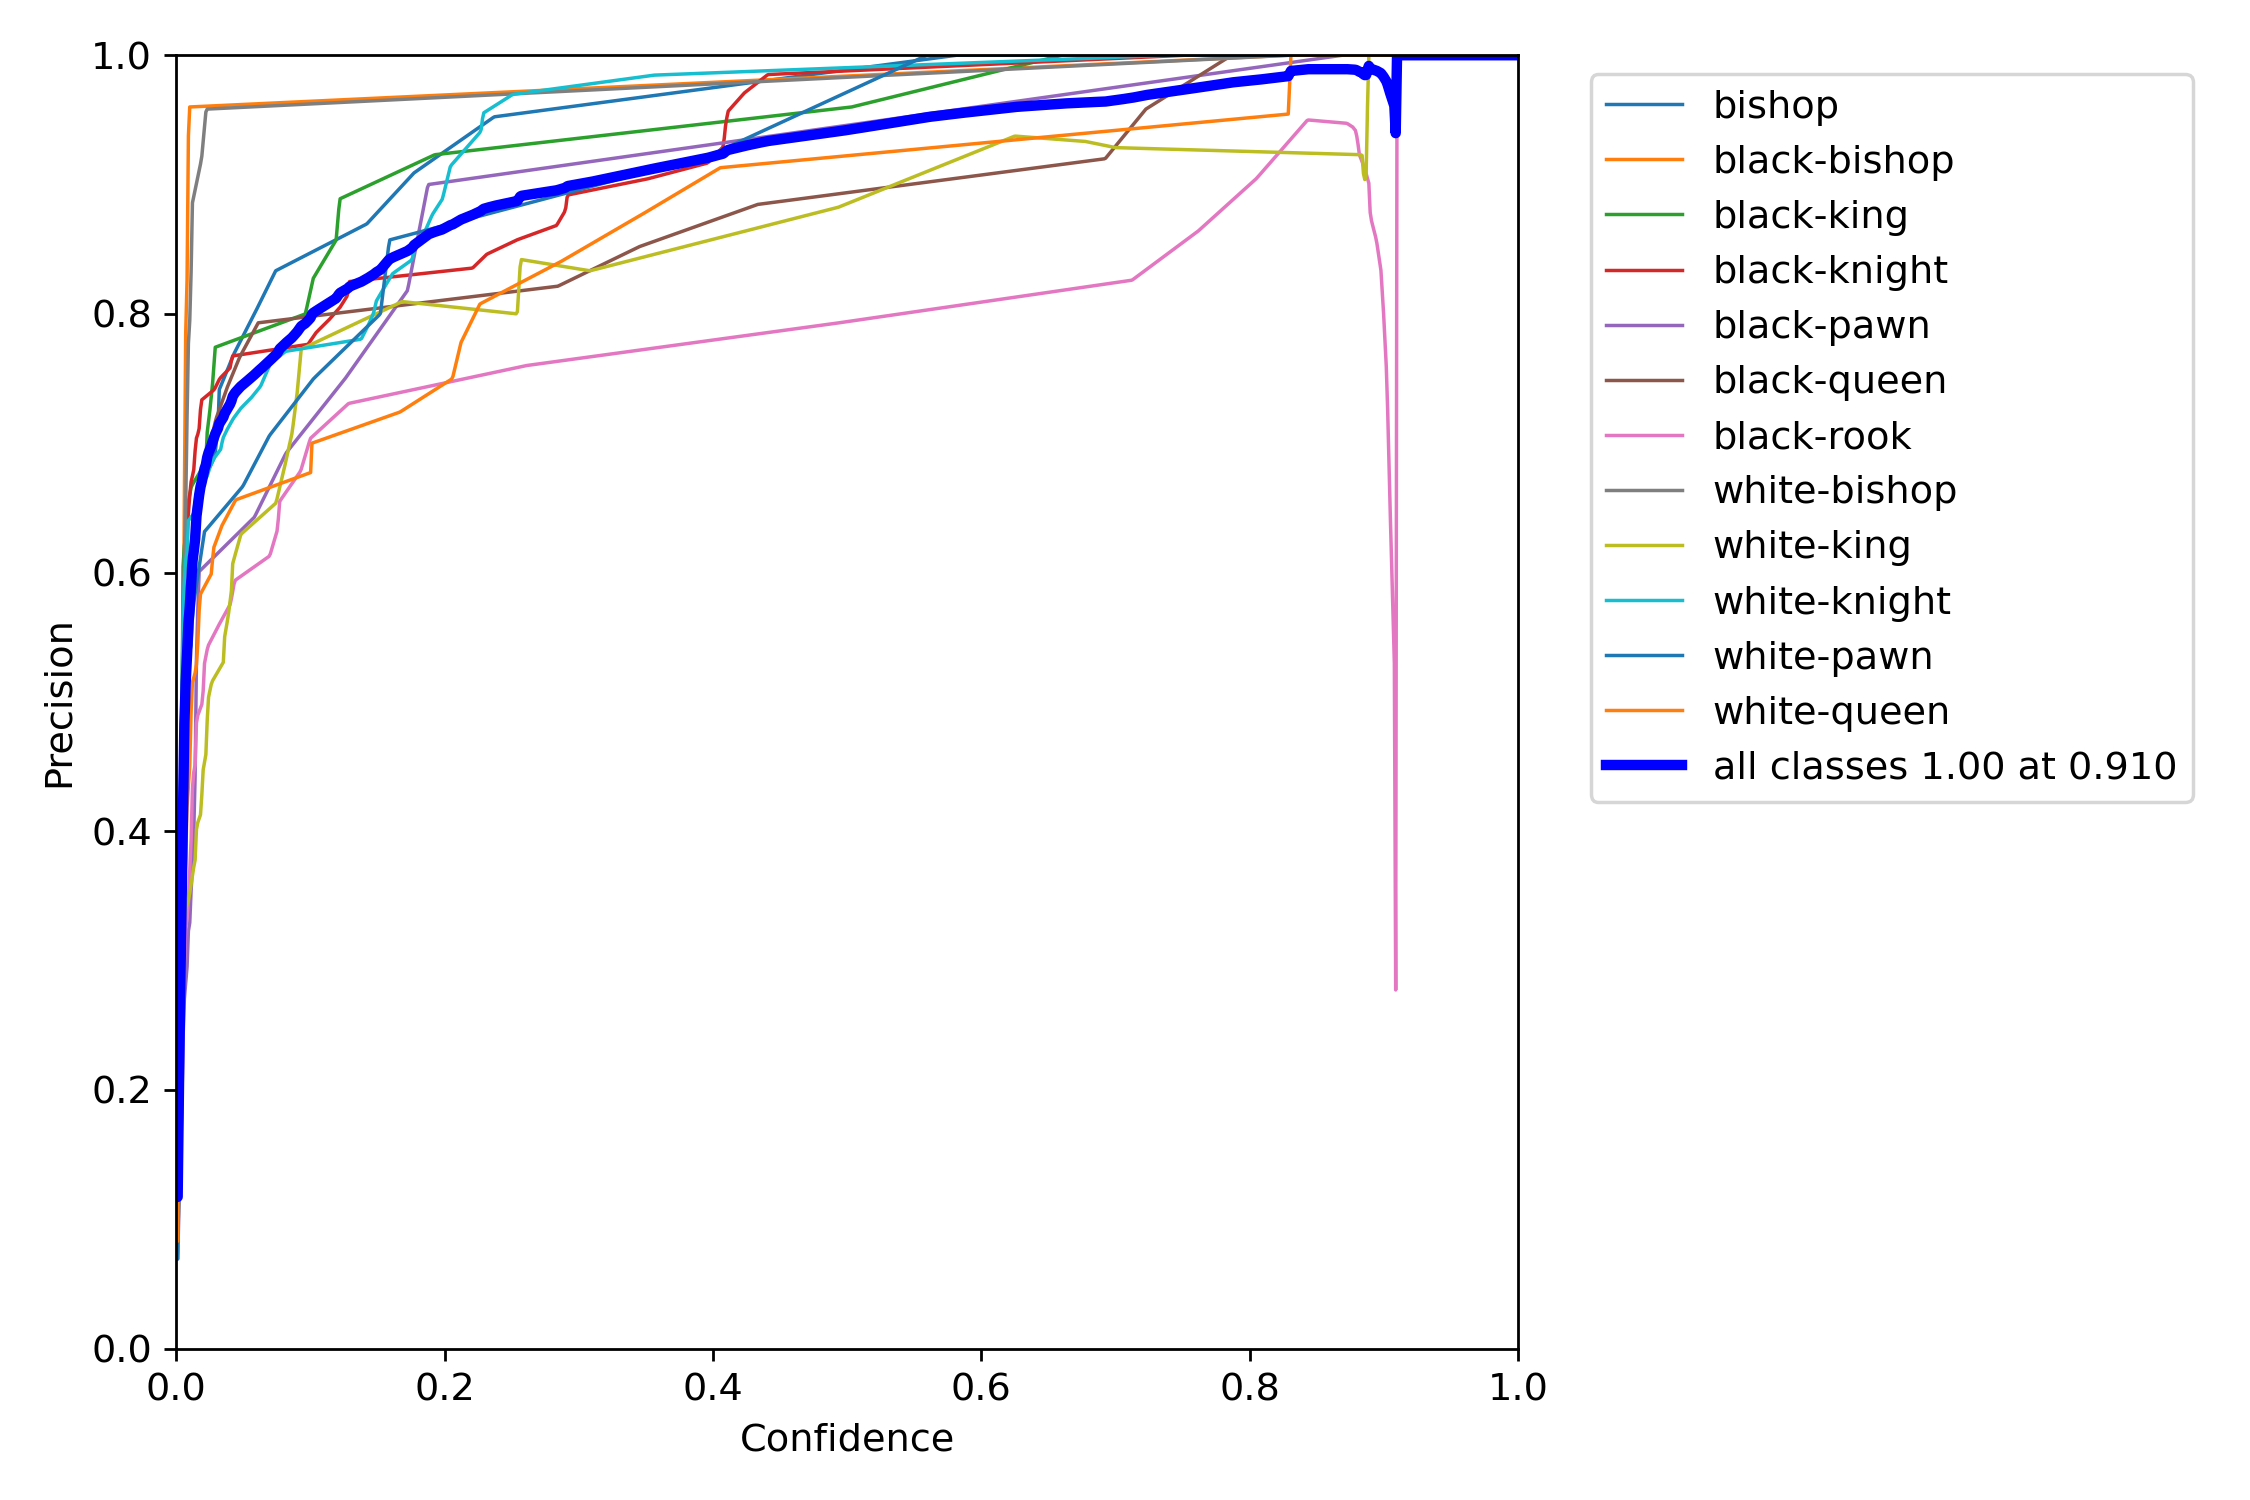 1.0
0.8
0.6
0.4
0.2
0.0
Precision
0.0 0.2 0.4 0.6 0.8 1.0
Confidence
bishop
black-bishop
black-king
black-knight
black-pawn
black-queen
black-rook
white-bishop
white-king
white-knight
white-pawn
white-queen
all classes 1.00 at 0.910